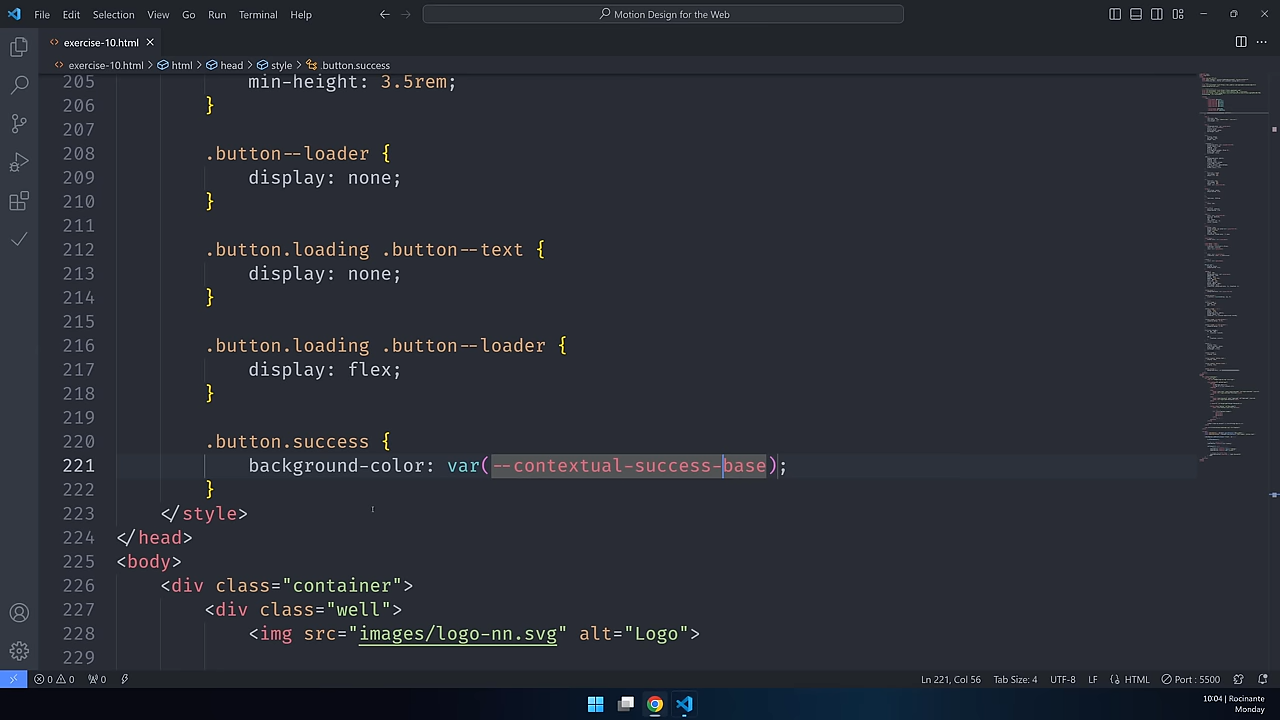 File Edit Selection View Go Run Terminal Help
Motion Design for the Web
exercise-10.html
exercise-10.html > html > head > style > .button.success
205 min-height: 3.5rem;
206 }
207
208 .button--loader {
209 display: none;
210 }
211
212 .button.loading .button--text {
213 display: none;
214 }
215
216 .button.loading .button--loader {
217 display: flex;
218 }
219
220 .button.success {
221 background-color: var(--contextual-success-base);
222 }
223 </style>
224 </head>
225 <body>
226 <div class="container">
227 <div class="well">
228 <img src="images/logo-nn.svg" alt="Logo">
229
0 0 0 Ln 221, Col 56 Tab Size: 4 UTF-8 LF HTML Port : 5500
10:04 | Rocinante
Monday